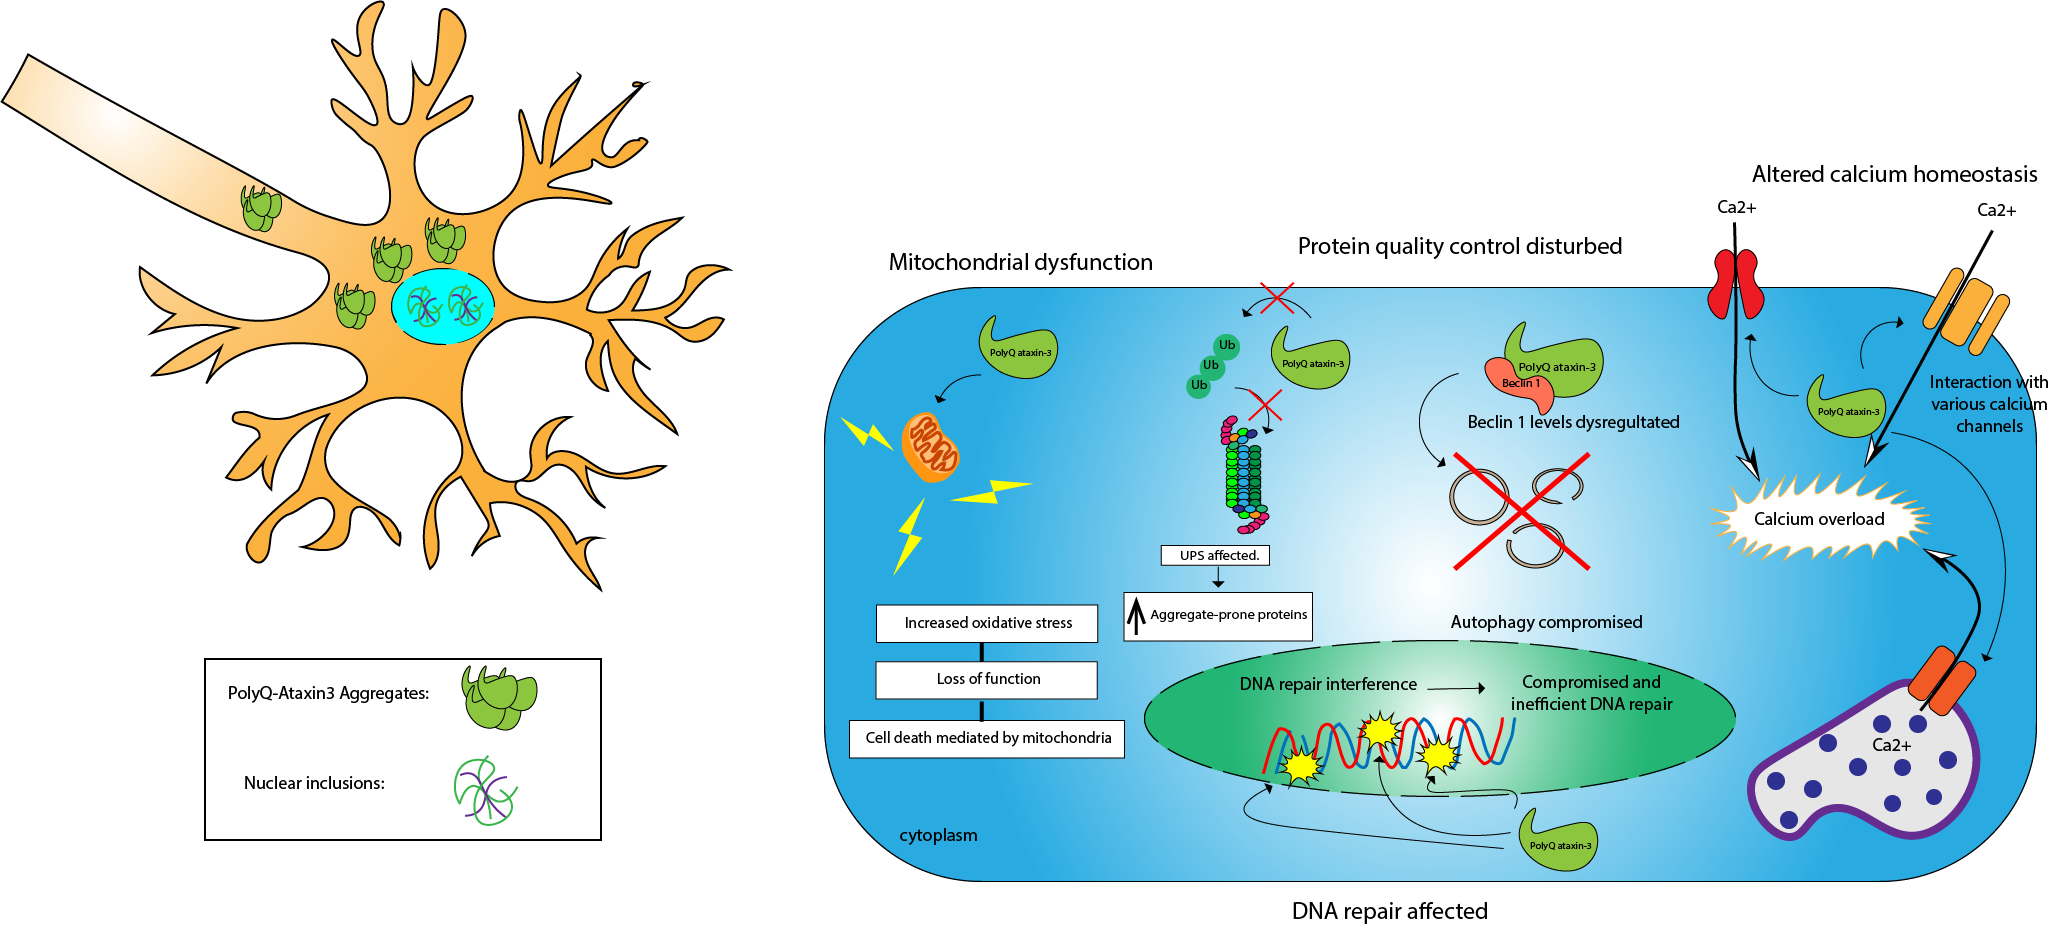 Altered calcium homeostasis
Ca2+
Ca2+
Protein quality control disturbed
Mitochondrial dysfunction
PolyQ ataxin-3
Ub
Ub
Ub
PolyQ ataxin-3
PolyQ ataxin-3
Beclin 1
Beclin 1 levels dysregultated
Interaction with
various calcium
channels
PolyQ ataxin-3
Calcium overload
UPS affected.
Aggregate-prone proteins
Autophagy compromised
Increased oxidative stress
Loss of function
Cell death mediated by mitochondria
DNA repair interference
Compromised and
inefficient DNA repair
Ca2+
PolyQ ataxin-3
cytoplasm
DNA repair affected
PolyQ-Ataxin3 Aggregates:
Nuclear inclusions: